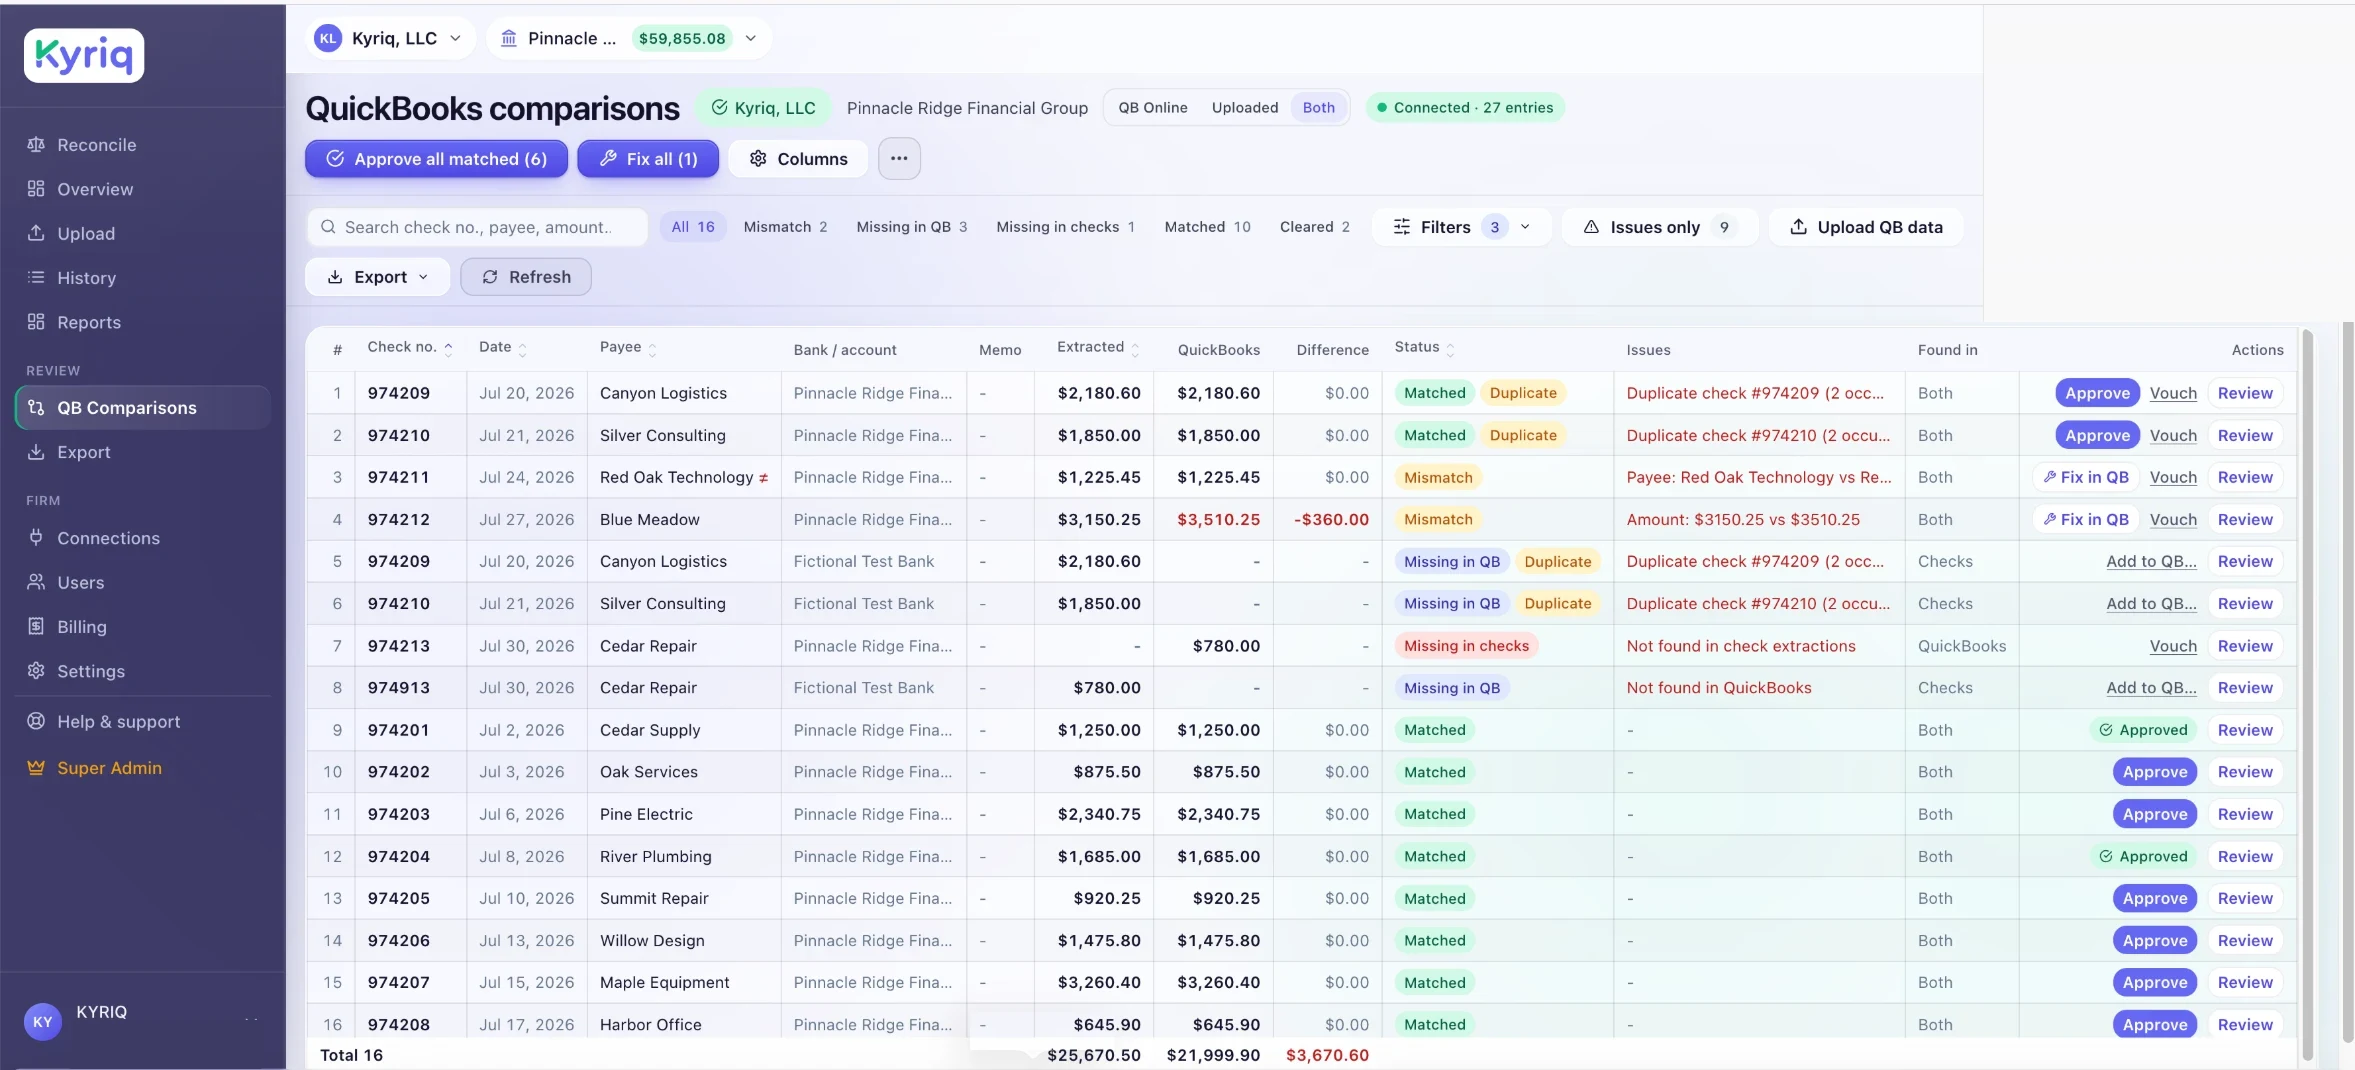 Kyriq
Reconcile
Overview
Upload
History
Reports
REVIEW
QB Comparisons
Export
FIRM
Connections
Users
Billing
Settings
Help & support
Super Admin
KY KYRIQ
KL Kyriq, LLC Pinnacle ... $59,855.08
QuickBooks comparisons Kyriq, LLC Pinnacle Ridge Financial Group QB Online Uploaded Both Connected · 27 entries
Approve all matched (6) Fix all (1) Columns ...
Search check no., payee, amount.. All 16 Mismatch 2 Missing in QB 3 Missing in checks 1 Matched 10 Cleared 2 Filters 3 Issues only 9 Upload QB data
Export Refresh
# Check no. Date Payee Bank / account Memo Extracted QuickBooks Difference Status Issues Found in Actions
1 974209 Jul 20, 2026 Canyon Logistics Pinnacle Ridge Fina... - $2,180.60 $2,180.60 $0.00 Matched Duplicate Duplicate check #974209 (2 occ... Both Approve Vouch Review
2 974210 Jul 21, 2026 Silver Consulting Pinnacle Ridge Fina... - $1,850.00 $1,850.00 $0.00 Matched Duplicate Duplicate check #974210 (2 occu... Both Approve Vouch Review
3 974211 Jul 24, 2026 Red Oak Technology ≠ Pinnacle Ridge Fina... - $1,225.45 $1,225.45 $0.00 Mismatch Payee: Red Oak Technology vs Re... Both Fix in QB Vouch Review
4 974212 Jul 27, 2026 Blue Meadow Pinnacle Ridge Fina... - $3,150.25 $3,510.25 -$360.00 Mismatch Amount: $3150.25 vs $3510.25 Both Fix in QB Vouch Review
5 974209 Jul 20, 2026 Canyon Logistics Fictional Test Bank - $2,180.60 - - Missing in QB Duplicate Duplicate check #974209 (2 occ... Checks Add to QB... Review
6 974210 Jul 21, 2026 Silver Consulting Fictional Test Bank - $1,850.00 - - Missing in QB Duplicate Duplicate check #974210 (2 occu... Checks Add to QB... Review
7 974213 Jul 30, 2026 Cedar Repair Pinnacle Ridge Fina... - - $780.00 - Missing in checks Not found in check extractions QuickBooks Vouch Review
8 974913 Jul 30, 2026 Cedar Repair Fictional Test Bank - $780.00 - - Missing in QB Not found in QuickBooks Checks Add to QB... Review
9 974201 Jul 2, 2026 Cedar Supply Pinnacle Ridge Fina... - $1,250.00 $1,250.00 $0.00 Matched - Both Approved Review
10 974202 Jul 3, 2026 Oak Services Pinnacle Ridge Fina... - $875.50 $875.50 $0.00 Matched - Both Approve Review
11 974203 Jul 6, 2026 Pine Electric Pinnacle Ridge Fina... - $2,340.75 $2,340.75 $0.00 Matched - Both Approve Review
12 974204 Jul 8, 2026 River Plumbing Pinnacle Ridge Fina... - $1,685.00 $1,685.00 $0.00 Matched - Both Approved Review
13 974205 Jul 10, 2026 Summit Repair Pinnacle Ridge Fina... - $920.25 $920.25 $0.00 Matched - Both Approve Review
14 974206 Jul 13, 2026 Willow Design Pinnacle Ridge Fina... - $1,475.80 $1,475.80 $0.00 Matched - Both Approve Review
15 974207 Jul 15, 2026 Maple Equipment Pinnacle Ridge Fina... - $3,260.40 $3,260.40 $0.00 Matched - Both Approve Review
16 974208 Jul 17, 2026 Harbor Office Pinnacle Ridge Fina... - $645.90 $645.90 $0.00 Matched - Both Approve Review
Total 16 $25,670.50 $21,999.90 $3,670.60